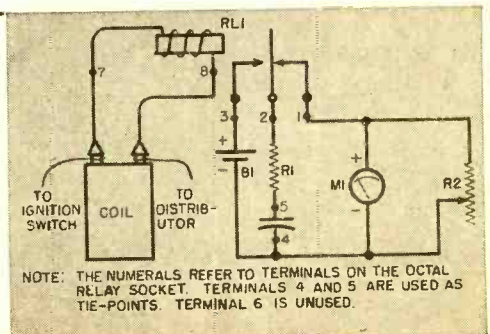 RL1
7 8
3 2 1
+ B1 - R1 + M1 - R2
5
4
TO IGNITION SWITCH
COIL
TO DISTRIB-UTOR
NOTE: THE NUMERALS REFER TO TERMINALS ON THE OCTAL
RELAY SOCKET. TERMINALS 4 AND 5 ARE USED AS
TIE-POINTS. TERMINAL 6 IS UNUSED.